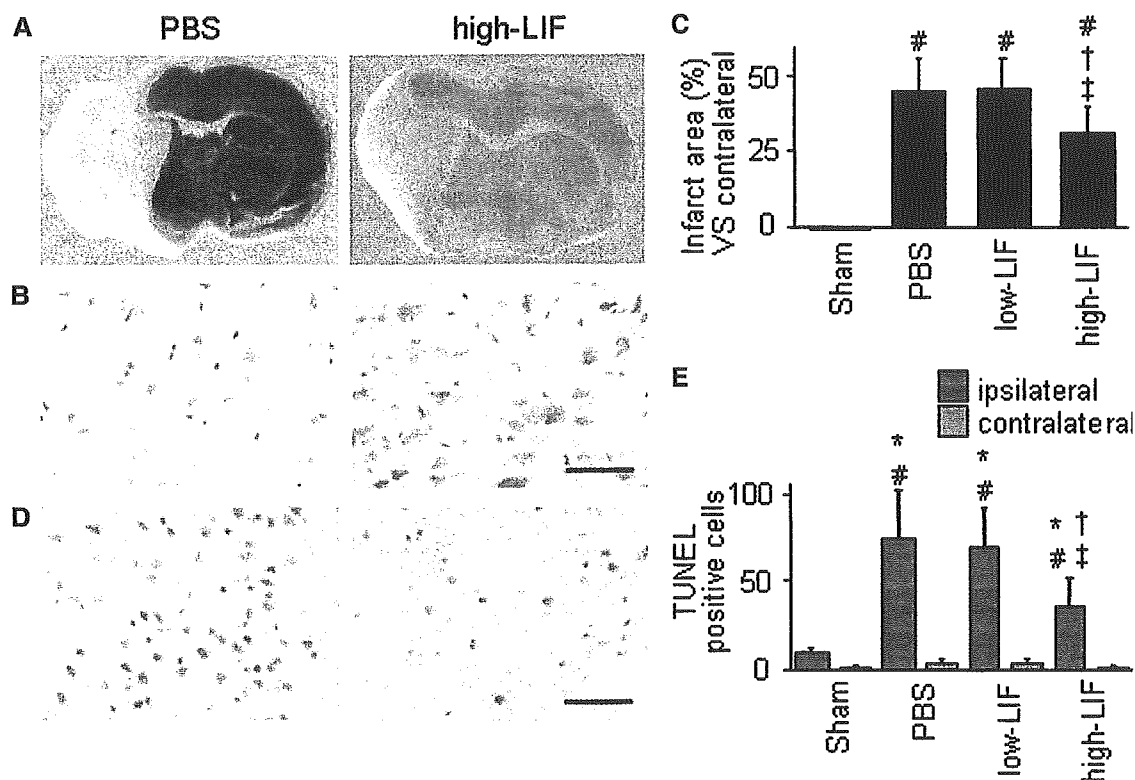 A
PBS
high-LIF
B
D
C
Infarct area (%)
VS contralateral
50
25
0
#
#
#
†
‡
Sham
PBS
low-LIF
high-LIF
E
ipsilateral
contralateral
TUNEL
positive cells
100
50
0
*
#
*
#
* †
# ‡
Sham
PBS
low-LIF
high-LIF